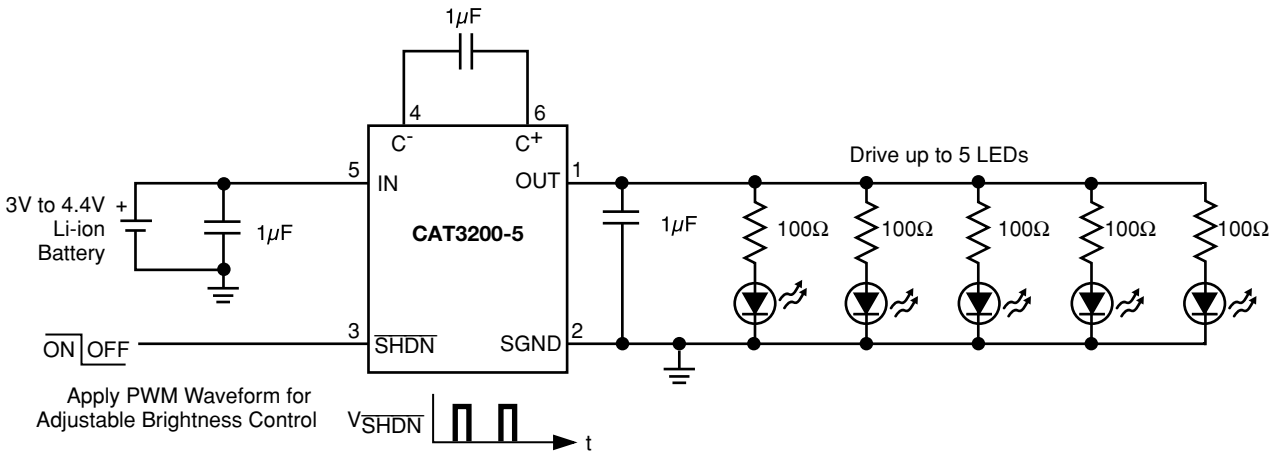 1µF
4
6
C-
C+
Drive up to 5 LEDs
5
IN
OUT
1
3V to 4.4V
Li-ion
Battery
+
1µF
CAT3200-5
1µF
100Ω
100Ω
100Ω
100Ω
100Ω
ON
OFF
3
SHDN
SGND
2
Apply PWM Waveform for
Adjustable Brightness Control
VSHDN
t